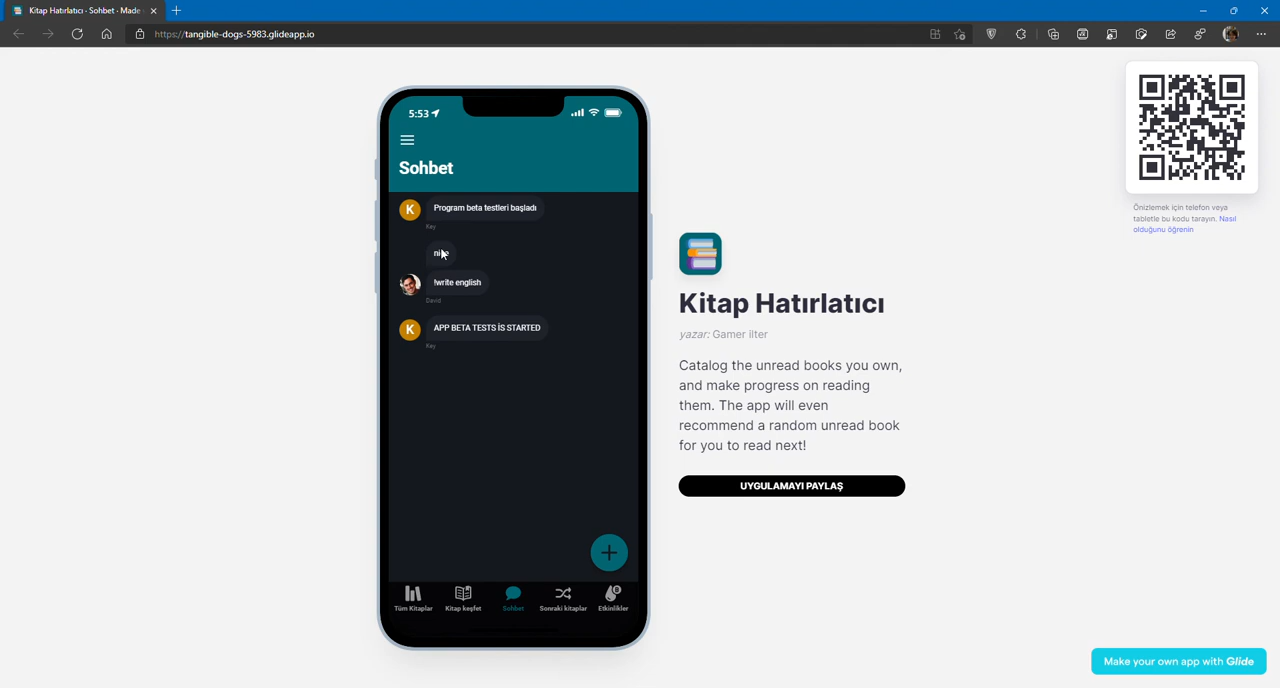 Kitap Hatırlatıcı - Sohbet - Made
https://tangible-dogs-5983.glideapp.io
5:53
Sohbet
K
Program beta testleri başladı
Key
!write english
David
K
APP BETA TESTS İS STARTED
Key
Tüm Kitaplar
Kitap keşfet
Sohbet
Sonraki kitaplar
Etkinlikler
Kitap Hatırlatıcı
yazar: Gamer ilter
Catalog the unread books you own,
and make progress on reading
them. The app will even
recommend a random unread book
for you to read next!
UYGULAMAYI PAYLAŞ
Önizlemek için telefon veya
tabletle bu kodu tarayın. Nasıl
olduğunu öğrenin
Make your own app with Glide